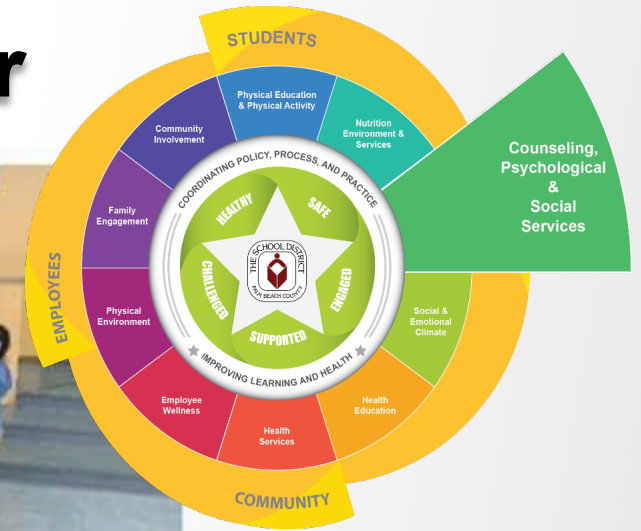 r
STUDENTS
Physical Education
& Physical Activity
Nutrition
Environment &
Services
Counseling,
Psychological
&
Social
Services
Social &
Emotional
Climate
Health
Education
Health
Services
Employee
Wellness
Physical
Environment
Family
Engagement
Community
Involvement
EMPLOYEES
COMMUNITY
COORDINATING POLICY, PROCESS, AND PRACTICE
IMPROVING LEARNING AND HEALTH
HEALTHY
SAFE
ENGAGED
SUPPORTED
CHALLENGED
THE SCHOOL DISTRICT
PALM BEACH COUNTY